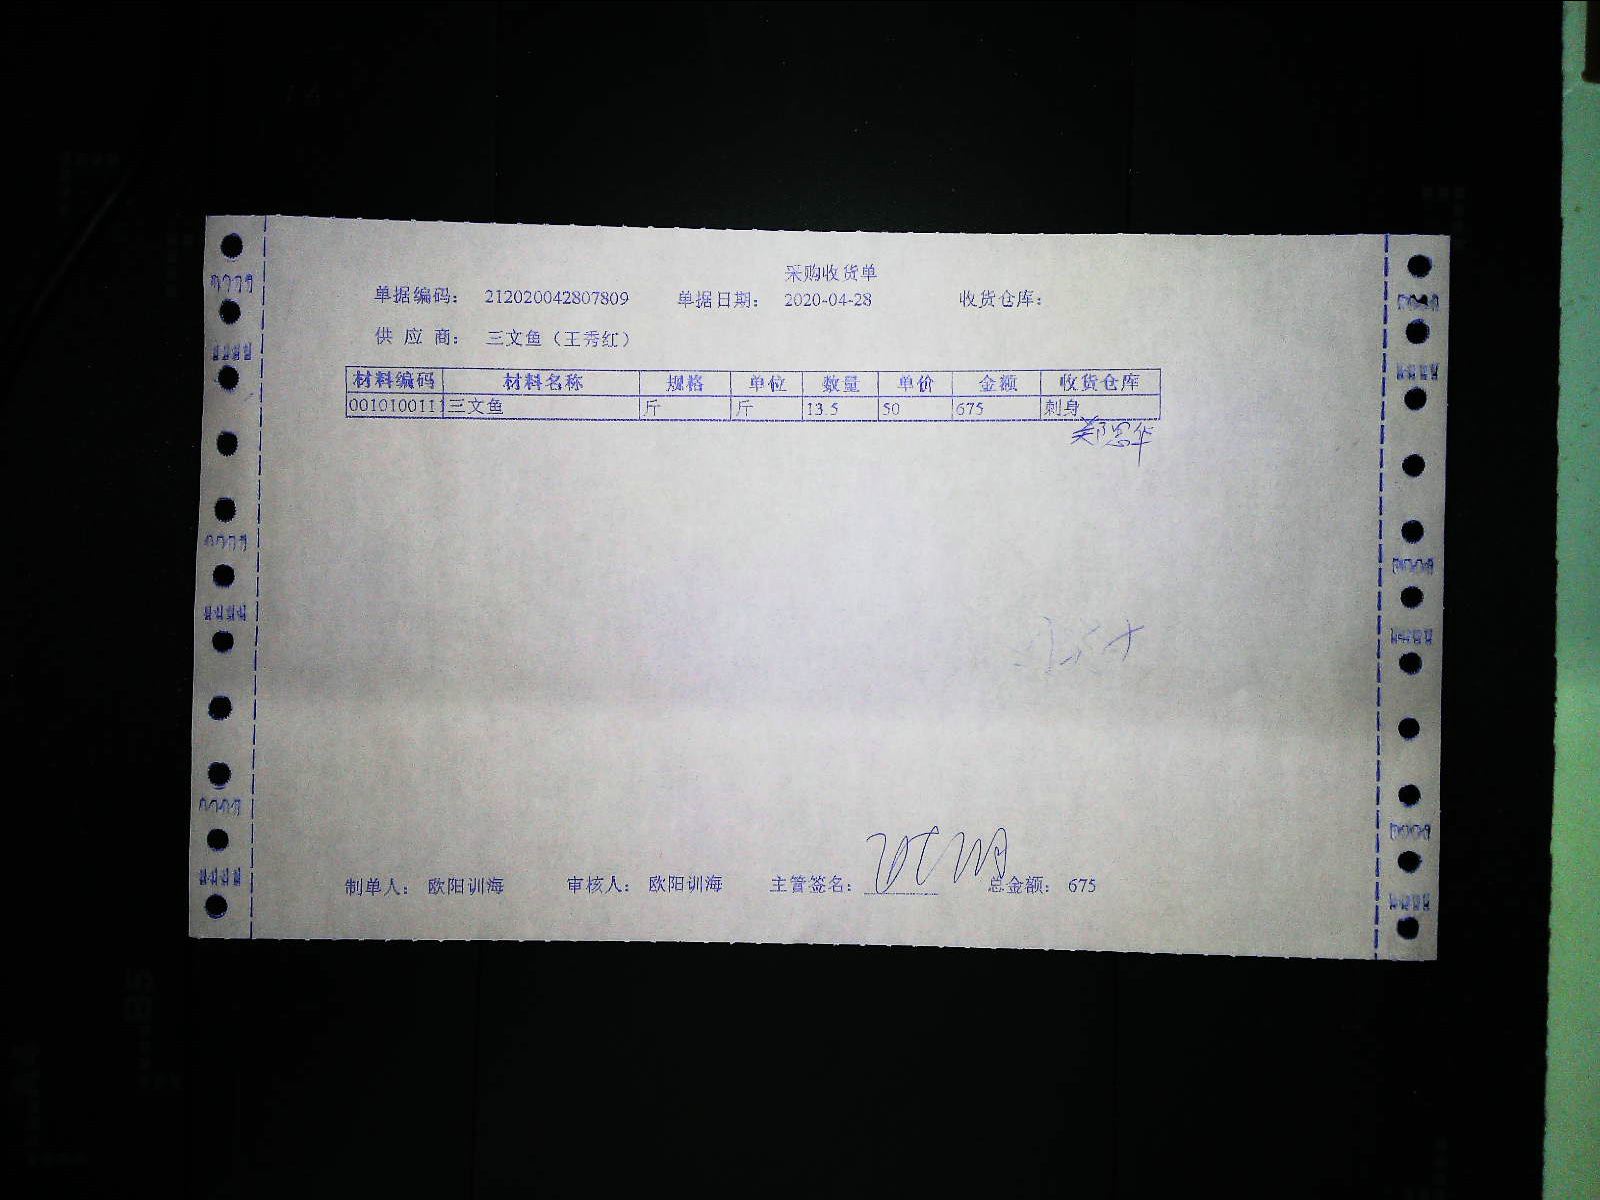 采购收货单
单据编码： 212020042807809 单据日期： 2020-04-28 收货仓库：
供 应 商： 三文鱼（王秀红）
材料编码 材料名称 规格 单位 数量 单价 金额 收货仓库
0010100111 三文鱼 斤 斤 13.5 50 675 刺身
制单人： 欧阳训海 审核人： 欧阳训海 主管签名： 总金额： 675